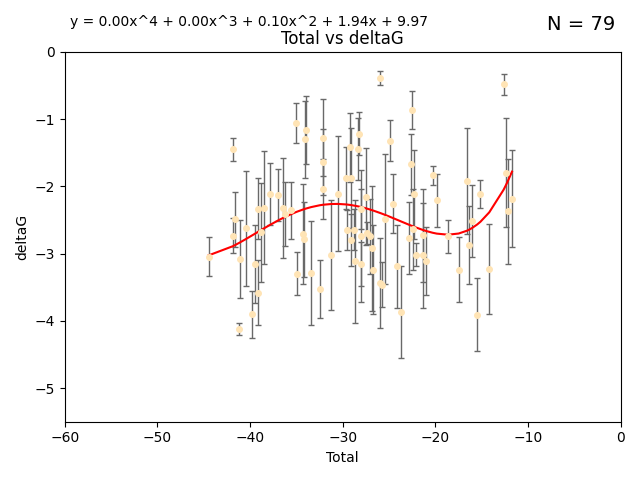 y = 0.00x^4 + 0.00x^3 + 0.10x^2 + 1.94x + 9.97
N = 79
Total vs deltaG
0
−1
−2
−3
−4
−5
deltaG
−60
−50
−40
−30
−20
−10
0
Total